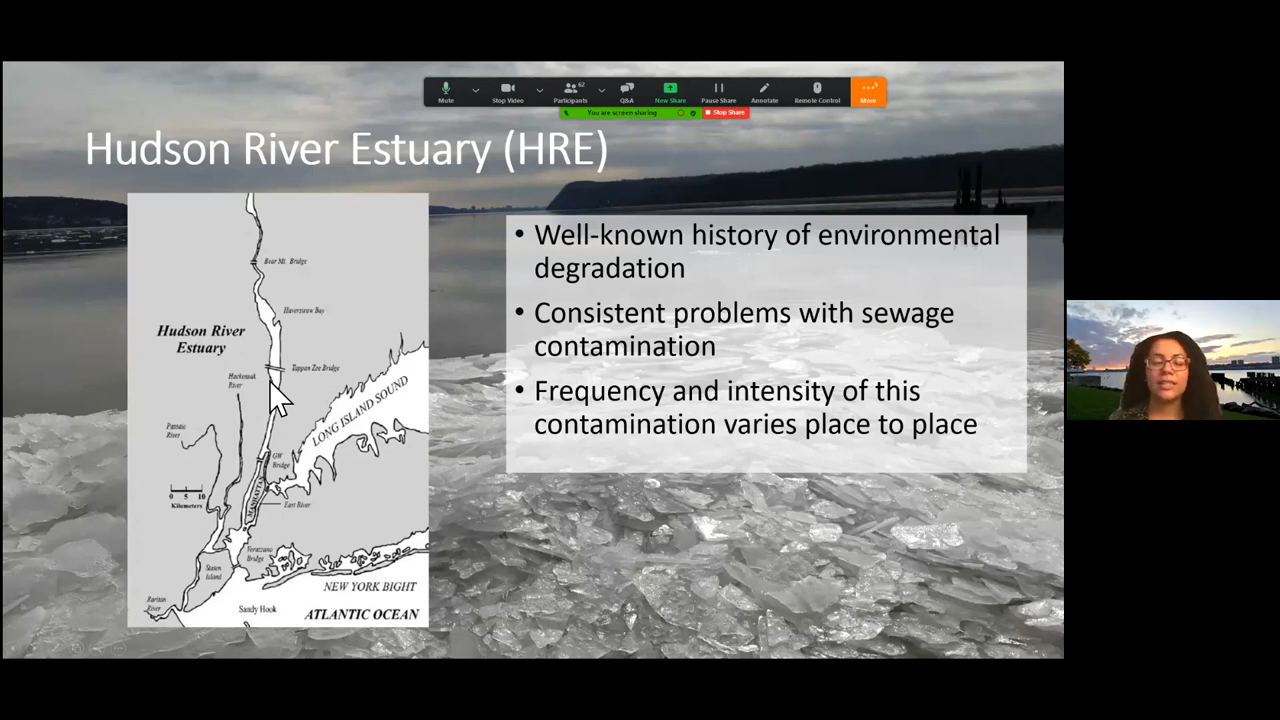 62
5
Mute
Stop Video
Participants
Q&A
New Share
Pause Share
Annotate
Remote Control
More
You are screen sharing
Stop Share
Hudson River Estuary (HRE)
• Well-known history of environmental
degradation
• Consistent problems with sewage
contamination
• Frequency and intensity of this
contamination varies place to place
Bear Mt. Bridge
Haverstraw Bay
Hudson River
Estuary
Tappan Zee Bridge
Hackensack
River
LONG ISLAND SOUND
Passaic
River
GW
Bridge
MANHATTAN
0 5 10
Kilometers
East River
Verrazano
Bridge
Staten
Island
NEW YORK BIGHT
Raritan
River
Sandy Hook
ATLANTIC OCEAN